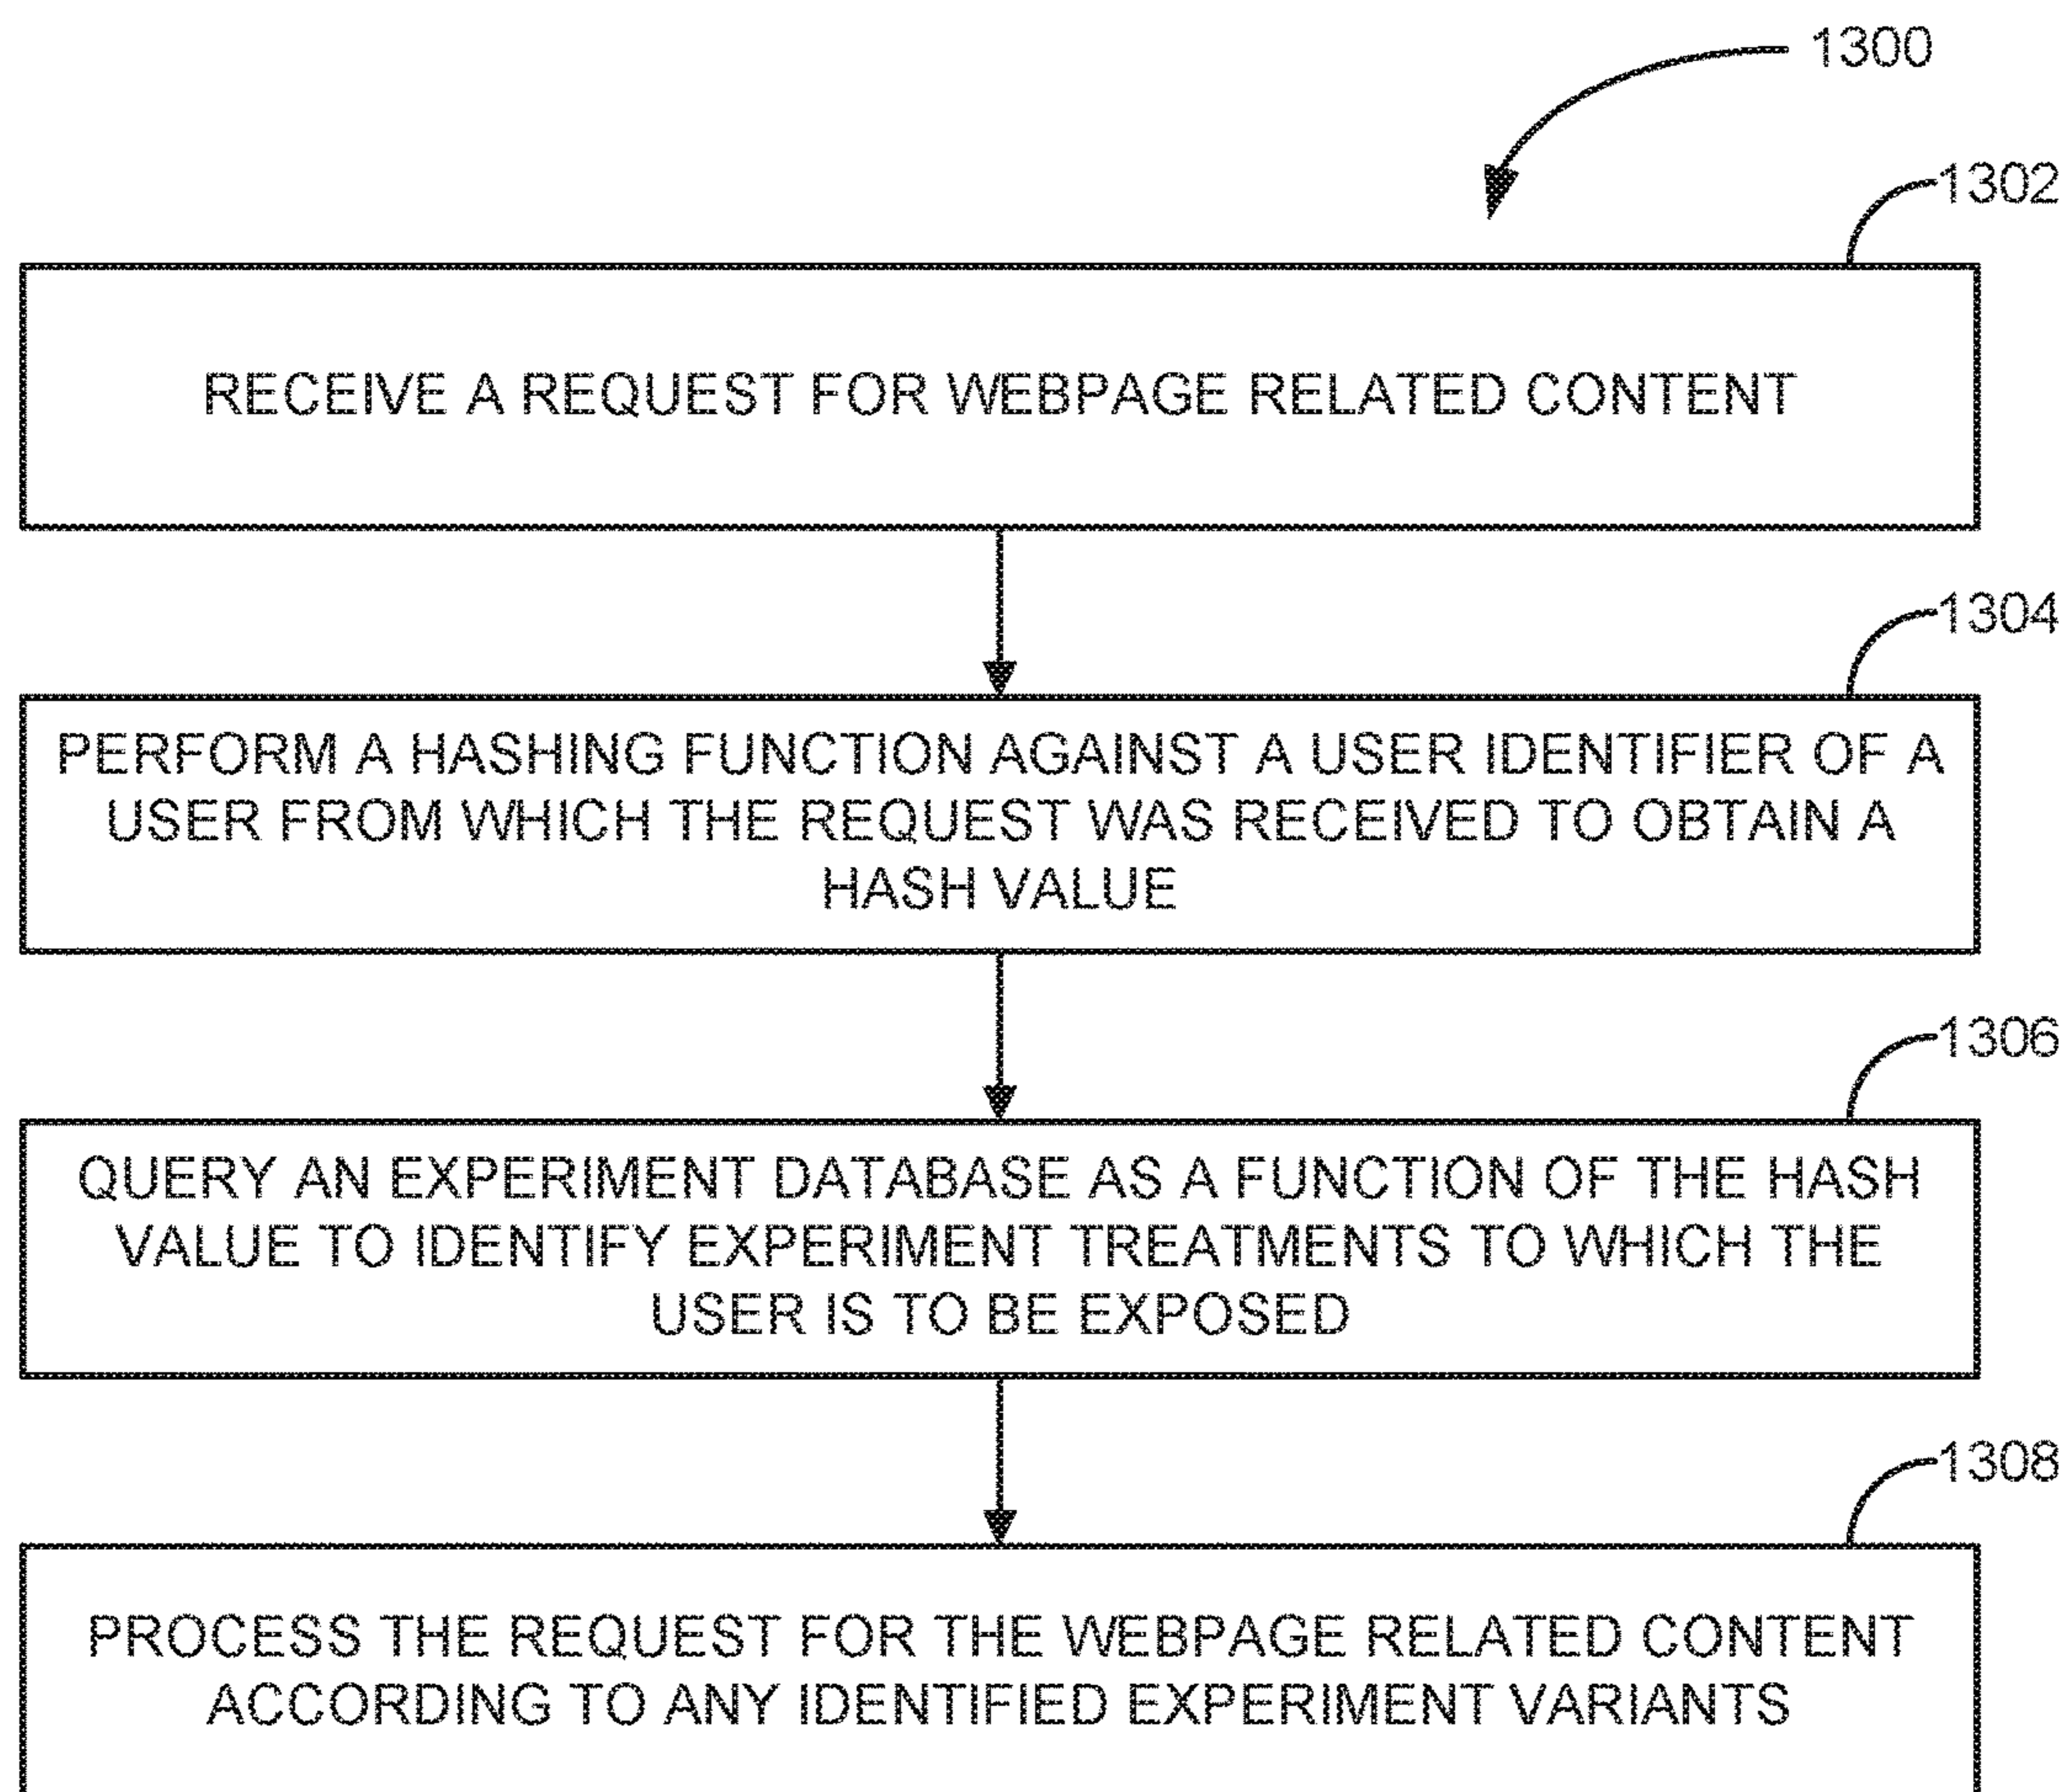 1300
1302
RECEIVE A REQUEST FOR WEBPAGE RELATED CONTENT
1304
PERFORM A HASHING FUNCTION AGAINST A USER IDENTIFIER OF A
USER FROM WHICH THE REQUEST WAS RECEIVED TO OBTAIN A
HASH VALUE
1306
QUERY AN EXPERIMENT DATABASE AS A FUNCTION OF THE HASH
VALUE TO IDENTIFY EXPERIMENT TREATMENTS TO WHICH THE
USER IS TO BE EXPOSED
1308
PROCESS THE REQUEST FOR THE WEBPAGE RELATED CONTENT
ACCORDING TO ANY IDENTIFIED EXPERIMENT VARIANTS